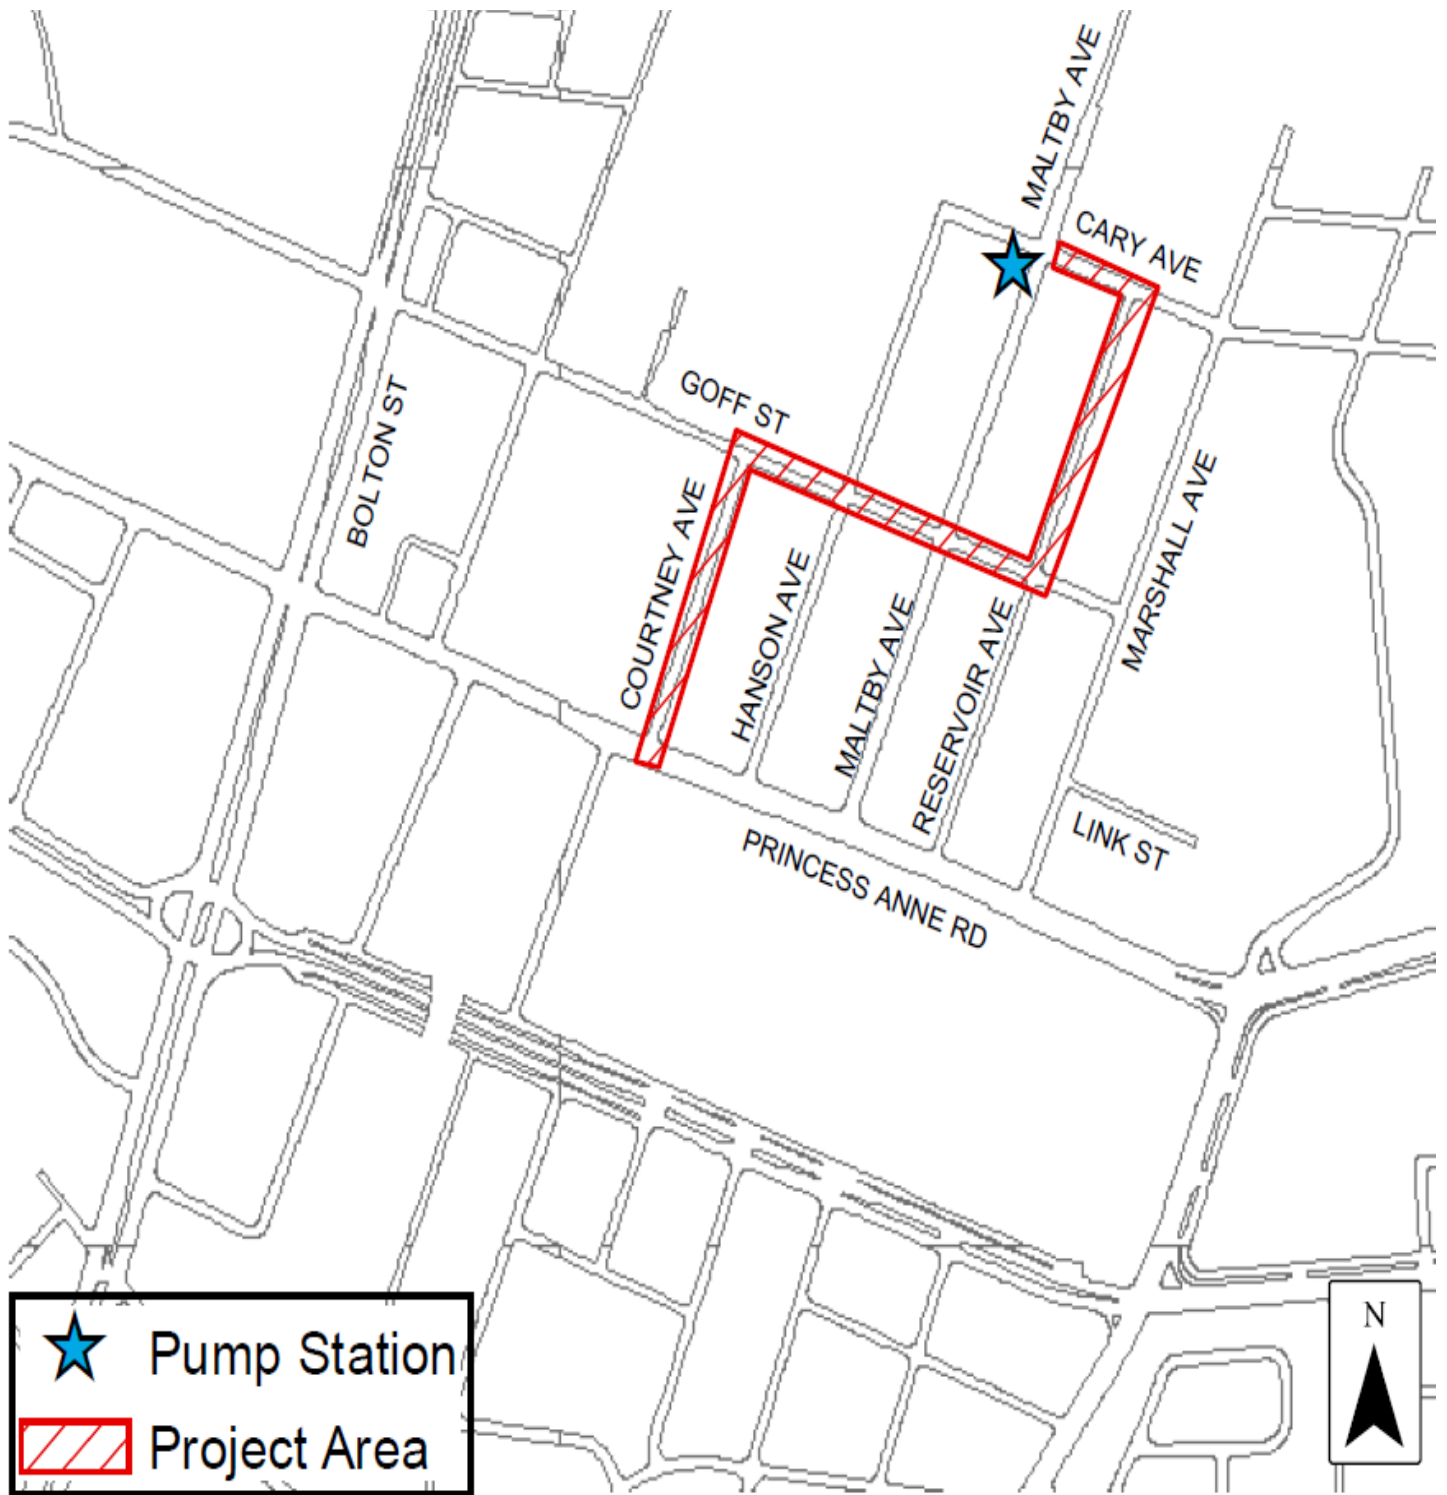 MALTBY AVE
CARY AVE
GOFF ST
BOLTON ST
COURTNEY AVE
HANSON AVE
MALTBY AVE
RESERVOIR AVE
MARSHALL AVE
LINK ST
PRINCESS ANNE RD
N
Pump Station
Project Area